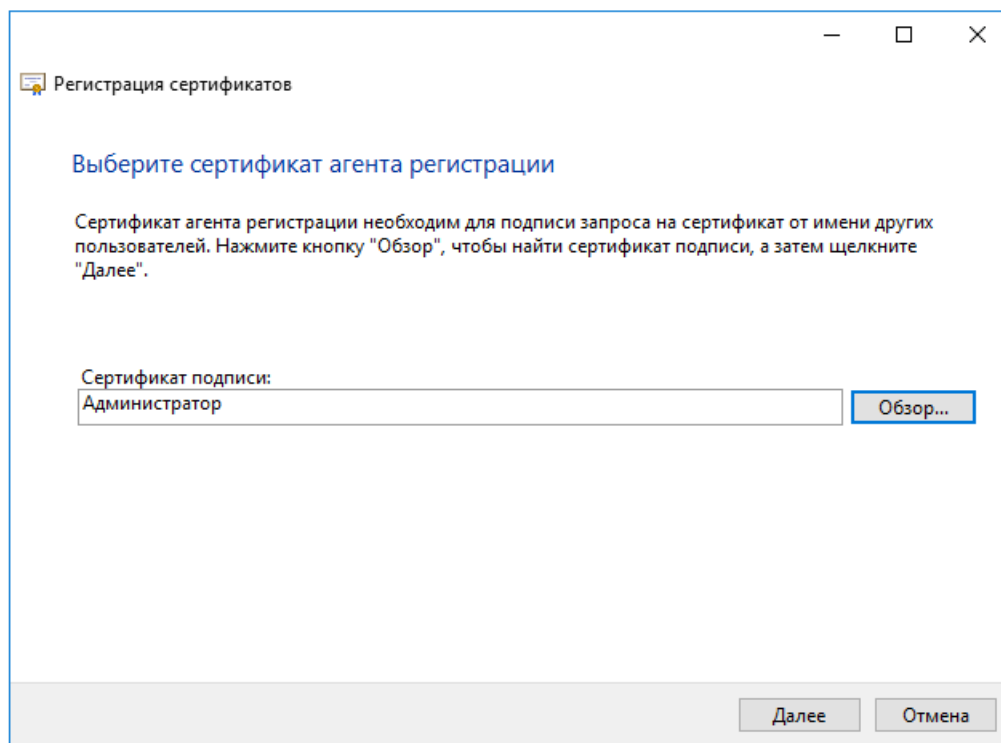 Регистрация сертификатов
Выберите сертификат агента регистрации
Сертификат агента регистрации необходим для подписи запроса на сертификат от имени других
пользователей. Нажмите кнопку "Обзор", чтобы найти сертификат подписи, а затем щелкните
"Далее".
Сертификат подписи:
Администратор
Обзор...
Далее
Отмена